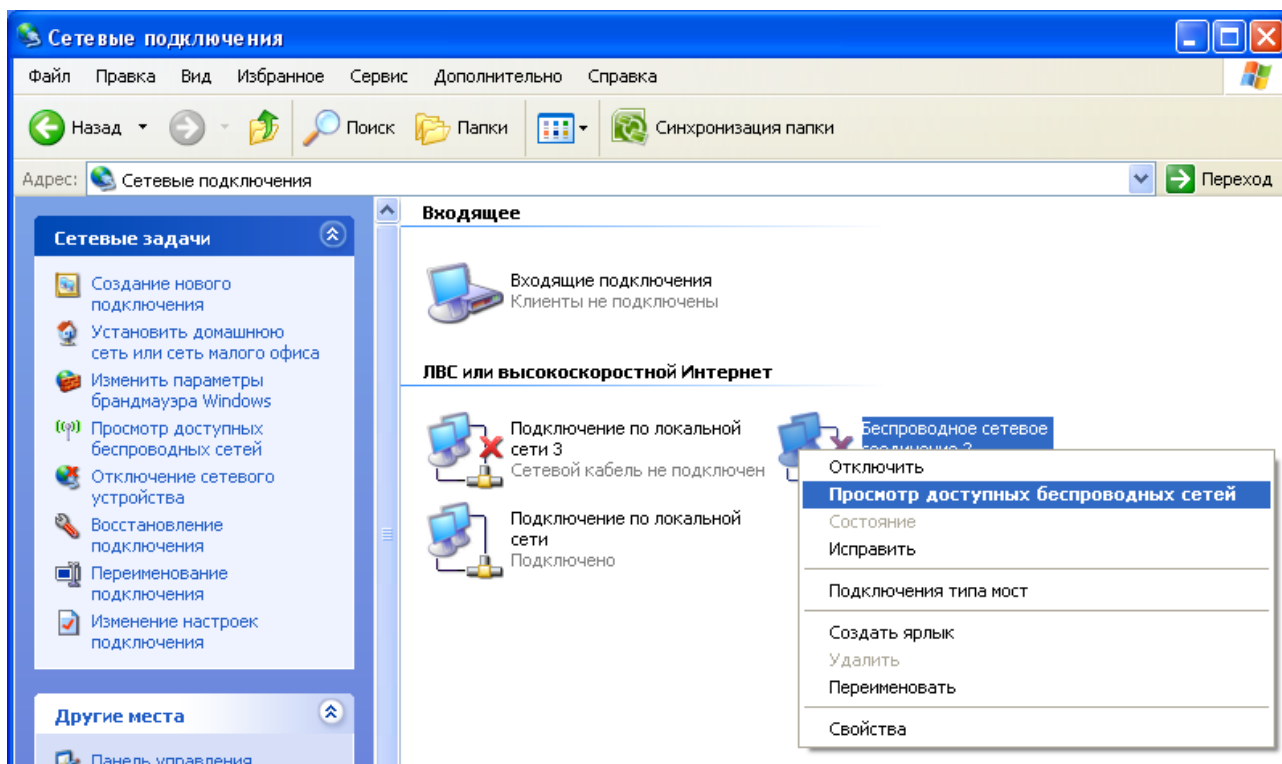 Сетевые подключения
Файл Правка Вид Избранное Сервис Дополнительно Справка
Назад Поиск Папки Синхронизация папки
Адрес: Сетевые подключения Переход
Сетевые задачи
Создание нового
подключения
Установить домашнюю
сеть или сеть малого офиса
Изменить параметры
брандмауэра Windows
Просмотр доступных
беспроводных сетей
Отключение сетевого
устройства
Восстановление
подключения
Переименование
подключения
Изменение настроек
подключения
Другие места
Панель управления
Входящее
Входящие подключения
Клиенты не подключены
ЛВС или высокоскоростной Интернет
Подключение по локальной
сети 3
Сетевой кабель не подключен
Беспроводное сетевое
соединение 2
Подключение по локальной
сети
Подключено
Отключить
Просмотр доступных беспроводных сетей
Состояние
Исправить
Подключения типа мост
Создать ярлык
Удалить
Переименовать
Свойства